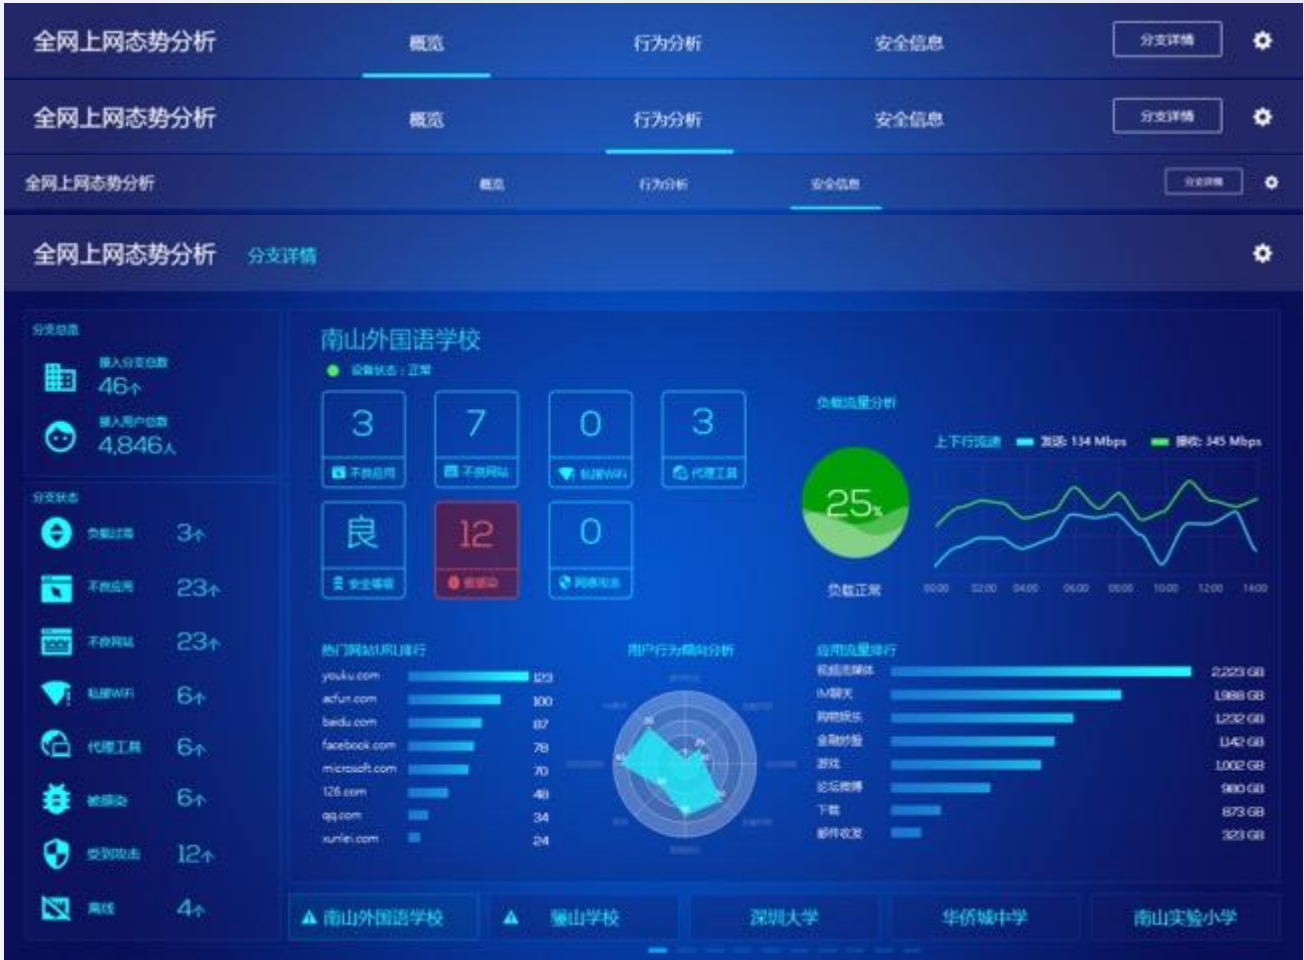 全网上网态势分析 概览 行为分析 安全信息 分支详情
全网上网态势分析 概览 行为分析 安全信息 分支详情
全网上网态势分析 概览 行为分析 安全信息 分支详情
全网上网态势分析 分支详情
分支总览
接入分支总数
46个
接入用户总数
4,846人
分支状态
负载过高 3个
不良应用 23个
不良网站 23个
私接WiFi 6个
代理工具 6个
被感染 6个
受到攻击 12个
离线 4个
南山外国语学校
设备状态：正常
3 7 0 3
不良应用 不良网站 私接WiFi 代理工具
良 12 0
安全等级 被感染 网络攻击
负载流量分析
25%
负载正常
上下行流速 发送: 134 Mbps 接收: 345 Mbps
00:00 02:00 04:00 06:00 08:00 10:00 12:00 14:00
热门网站URL排行
youku.com 123
acfun.com 100
baidu.com 87
facebook.com 78
microsoft.com 70
126.com 48
qq.com 34
xunlei.com 24
用户行为倾向分析
应用流量排行
视频流媒体 2,223 GB
IM聊天 1,988 GB
购物娱乐 1,232 GB
金融炒股 1,142 GB
游戏 1,002 GB
论坛微博 980 GB
下载 873 GB
邮件收发 323 GB
南山外国语学校 骊山学校 深圳大学 华侨城中学 南山实验小学